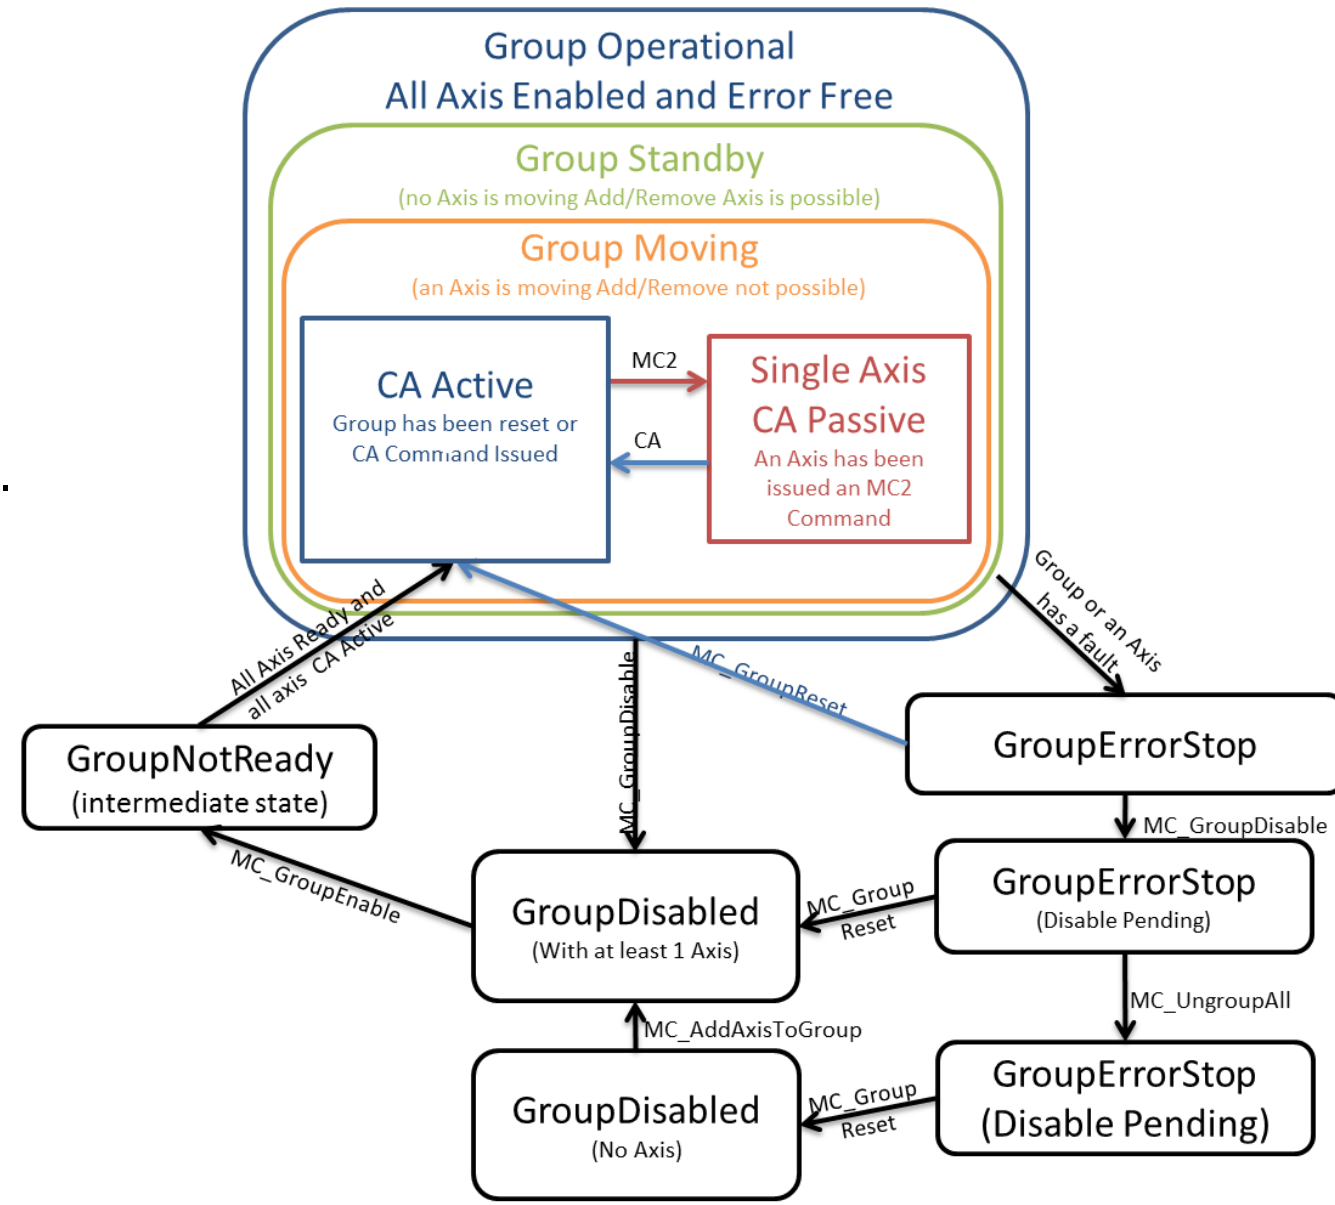 Group Operational
All Axis Enabled and Error Free
Group Standby
(no Axis is moving Add/Remove Axis is possible)
Group Moving
(an Axis is moving Add/Remove not possible)
CA Active
Group has been reset or
CA Command Issued
MC2
CA
Single Axis
CA Passive
An Axis has been
issued an MC2
Command
.
All Axis Ready and
all axis CA Active
MC_GroupDisable
MC_GroupReset
Group or an Axis
has a fault
GroupNotReady
(intermediate state)
GroupErrorStop
MC_GroupDisable
MC_GroupEnable
GroupDisabled
(With at least 1 Axis)
MC_Group
Reset
GroupErrorStop
(Disable Pending)
MC_UngroupAll
MC_AddAxisToGroup
GroupDisabled
(No Axis)
MC_Group
Reset
GroupErrorStop
(Disable Pending)